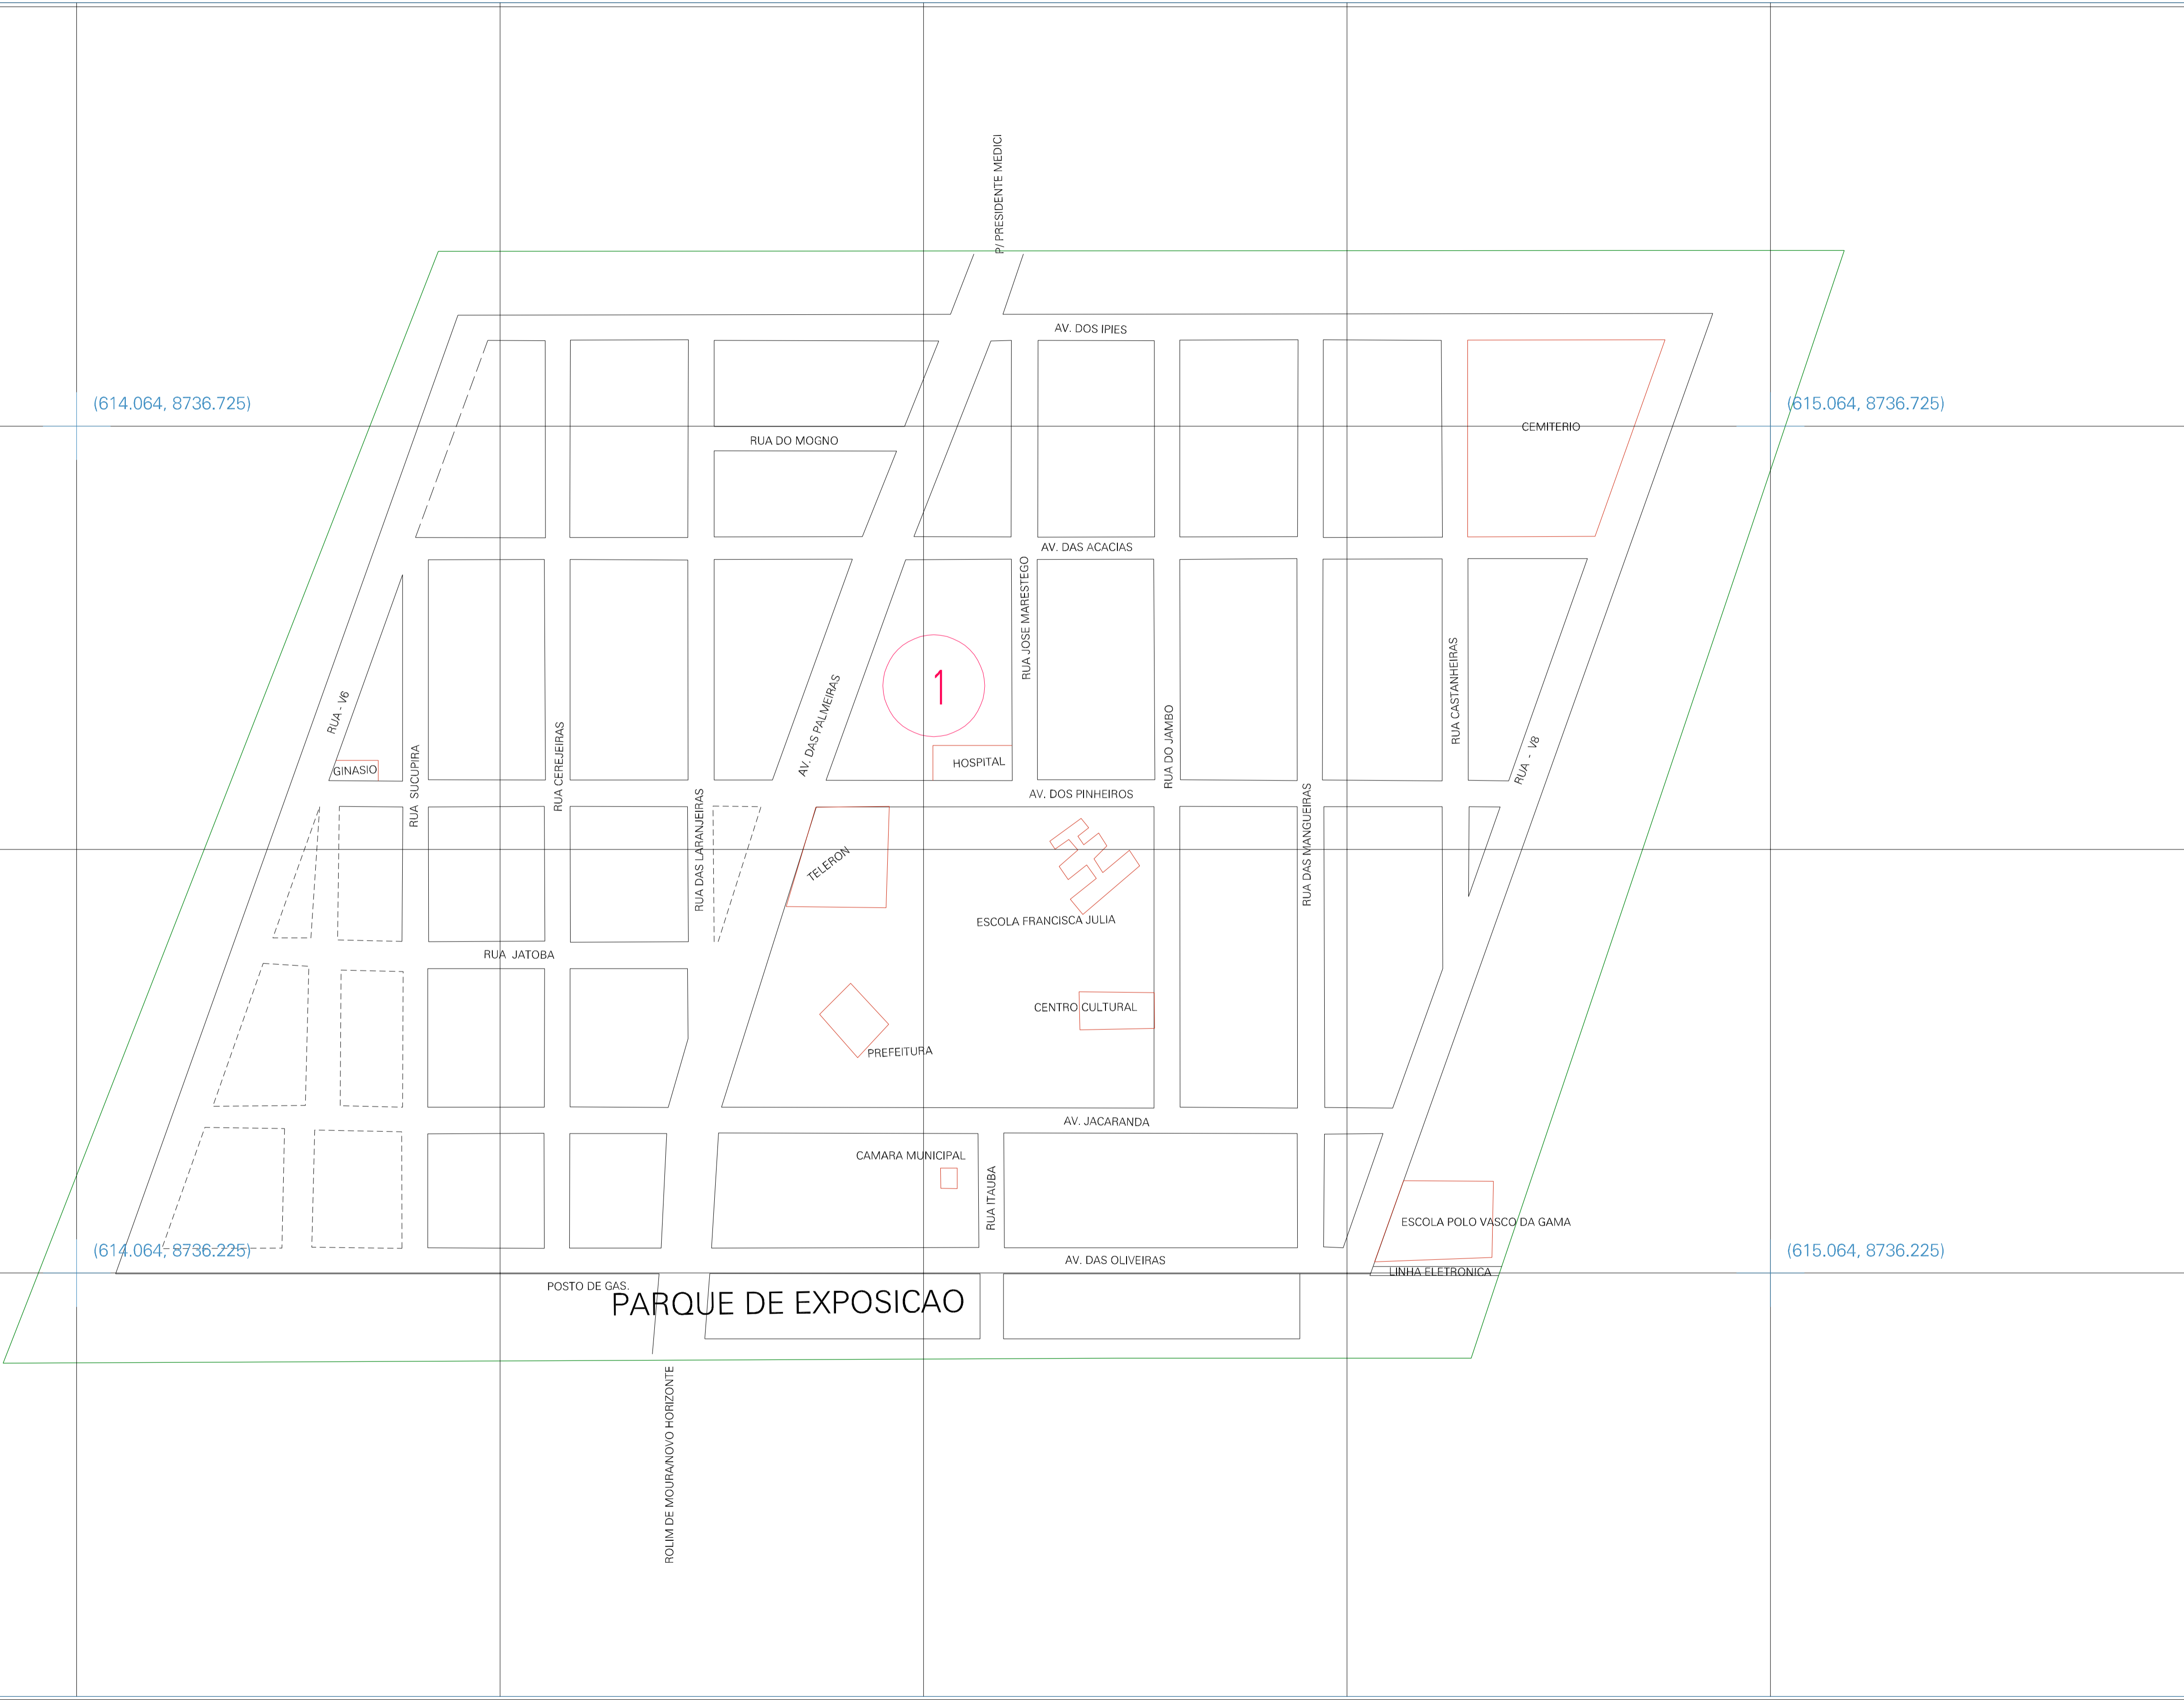 P/ PRESIDENTE MEDICI
AV. DOS IPIES
(614.064, 8736.725)
(615.064, 8736.725)
CEMITERIO
RUA DO MOGNO
AV. DAS ACACIAS
RUA JOSE MARESTEGO
1
RUA - V6
AV. DAS PALMEIRAS
RUA CASTANHEIRAS
RUA - V8
RUA DO JAMBO
RUA CEREJEIRAS
RUA SUCUPIRA
GINASIO
HOSPITAL
AV. DOS PINHEIROS
RUA DAS LARANJEIRAS
RUA DAS MANGUEIRAS
TELERON
ESCOLA FRANCISCA JULIA
RUA JATOBA
CENTRO CULTURAL
PREFEITURA
AV. JACARANDA
CAMARA MUNICIPAL
RUA ITAUBA
ESCOLA POLO VASCO DA GAMA
(614.064, 8736.225)
(615.064, 8736.225)
AV. DAS OLIVEIRAS
LINHA ELETRONICA
POSTO DE GAS.
PARQUE DE EXPOSICAO
ROLIM DE MOURA/NOVO HORIZONTE